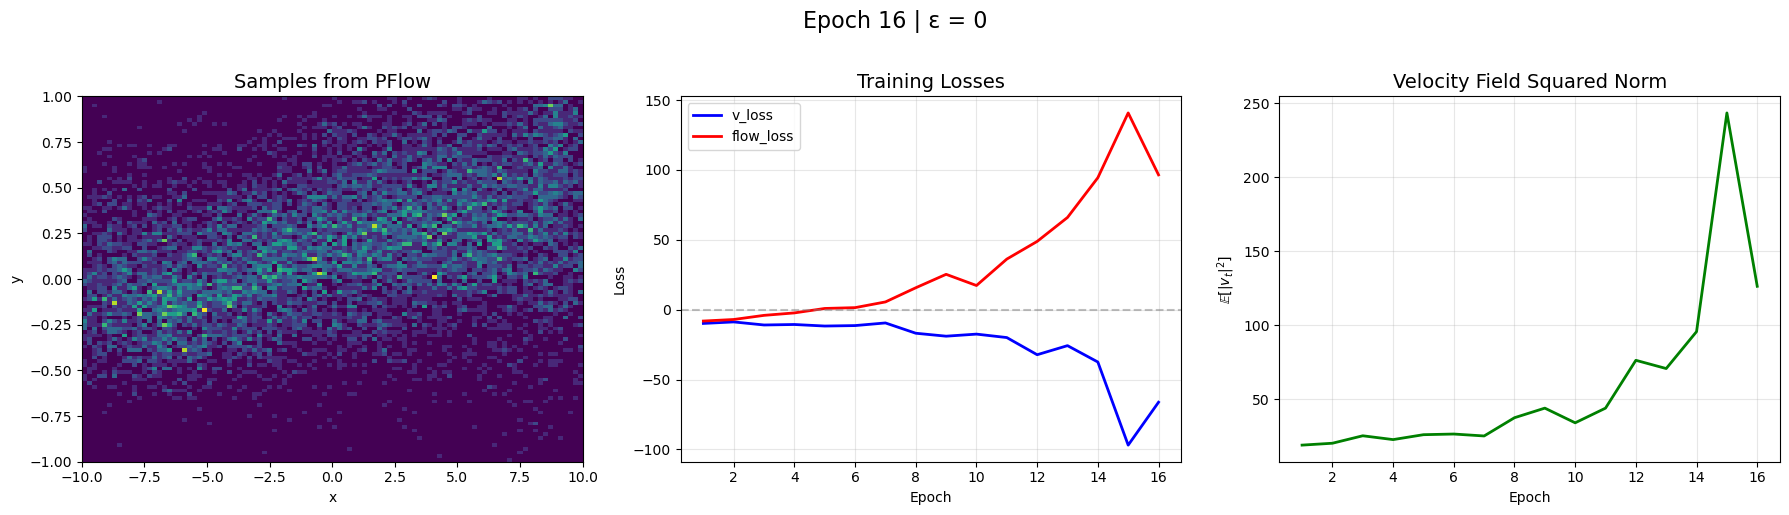 Epoch 16 | ε = 0
Samples from PFlow
1.00
0.75
0.50
0.25
0.00
−0.25
−0.50
−0.75
−1.00
y
−10.0 −7.5 −5.0 −2.5 0.0 2.5 5.0 7.5 10.0
x
Training Losses
v_loss
flow_loss
150
100
50
0
−50
−100
Loss
2 4 6 8 10 12 14 16
Epoch
Velocity Field Squared Norm
250
200
150
100
50
𝔼[|v_t|²]
2 4 6 8 10 12 14 16
Epoch